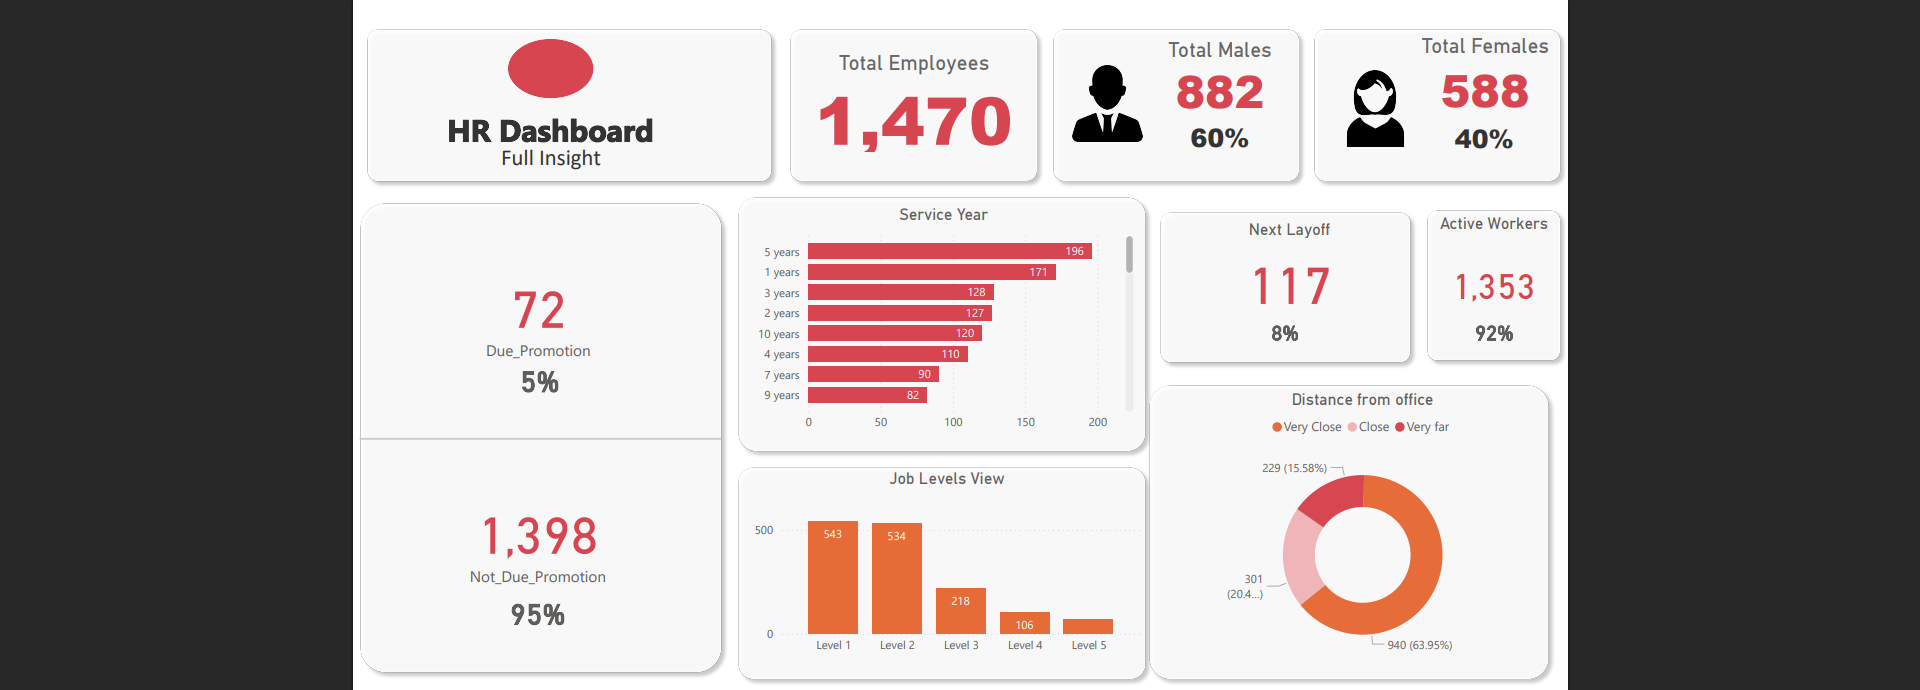 HR Dashboard
Full Insight
Total Employees
1,470
Total Males
882
60%
Total Females
588
40%
72
Due_Promotion
5%
1,398
Not_Due_Promotion
95%
Service Year
5 years 196
1 years 171
3 years 128
2 years 127
10 years 120
4 years 110
7 years 90
9 years 82
0 50 100 150 200
Next Layoff
117
8%
Active Workers
1,353
92%
Job Levels View
500
543 534 218 106
0
Level 1 Level 2 Level 3 Level 4 Level 5
Distance from office
Very Close Close Very far
229 (15.58%)
301
(20.4...)
940 (63.95%)